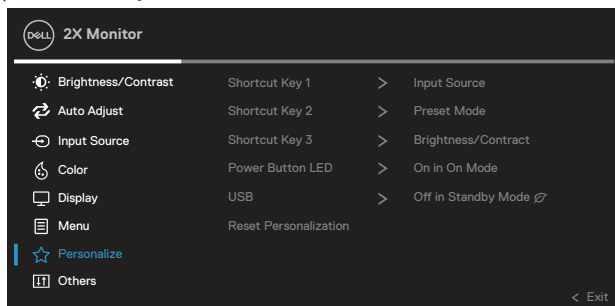 DELL 2X Monitor
Brightness/Contrast Shortcut Key 1 > Input Source
Auto Adjust Shortcut Key 2 > Preset Mode
Input Source Shortcut Key 3 > Brightness/Contract
Color Power Button LED > On in On Mode
Display USB > Off in Standby Mode
Menu Reset Personalization
Personalize
Others
< Exit